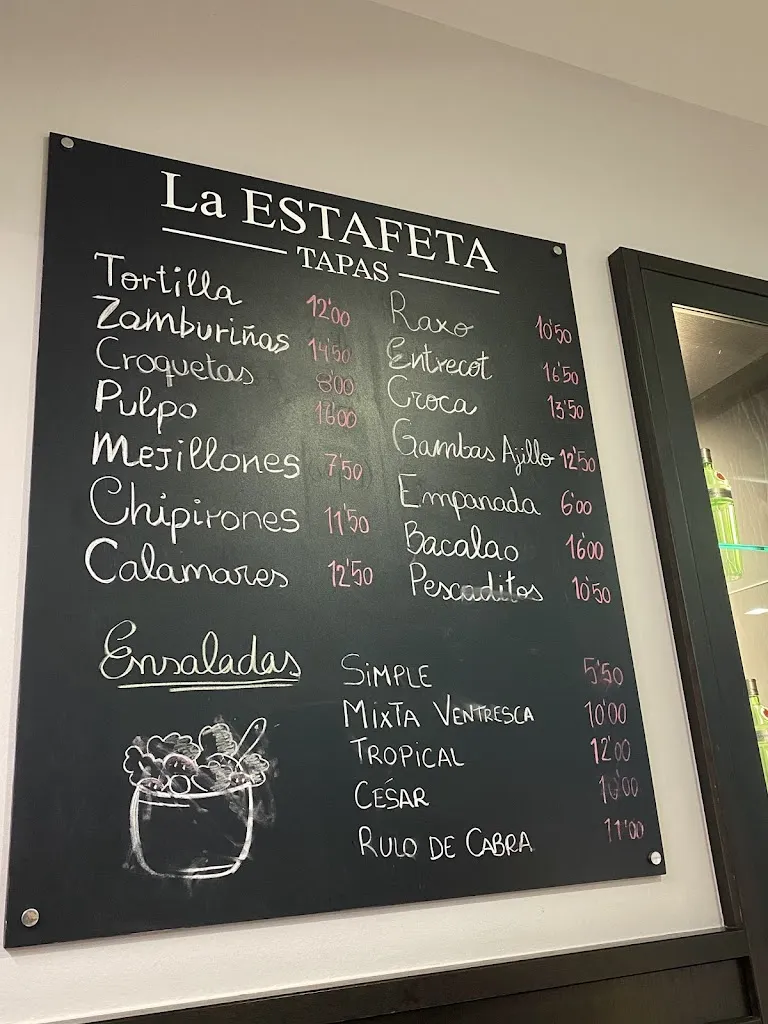 La ESTAFETA
TAPAS
Tortilla 12'00
Zamburiñas 14'50
Croquetas 8'00
Pulpo 16'00
Mejillones 7'50
Chipirones 11'50
Calamares 12'50
Raxo 10'50
Entrecot 16'50
Croca 13'50
Gambas Ajillo 12'50
Empanada 6'00
Bacalao 16'00
Pescaditos 10'50
Ensaladas
SIMPLE 5'50
MIXTA VENTRESCA 10'00
TROPICAL 12'00
CÉSAR 10'00
RULO DE CABRA 11'00